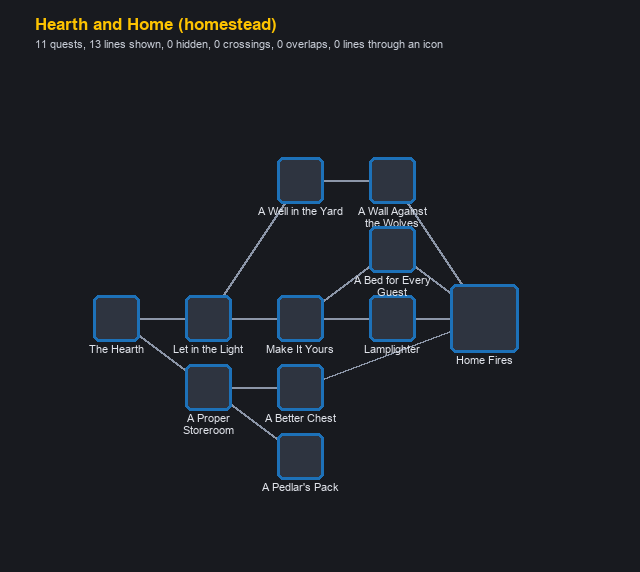 Hearth and Home (homestead)
11 quests, 13 lines shown, 0 hidden, 0 crossings, 0 overlaps, 0 lines through an icon
A Well in the Yard
A Wall Against
the Wolves
A Bed for Every
Guest
The Hearth
Let in the Light
Make It Yours
Lamplighter
Home Fires
A Proper
Storeroom
A Better Chest
A Pedlar's Pack